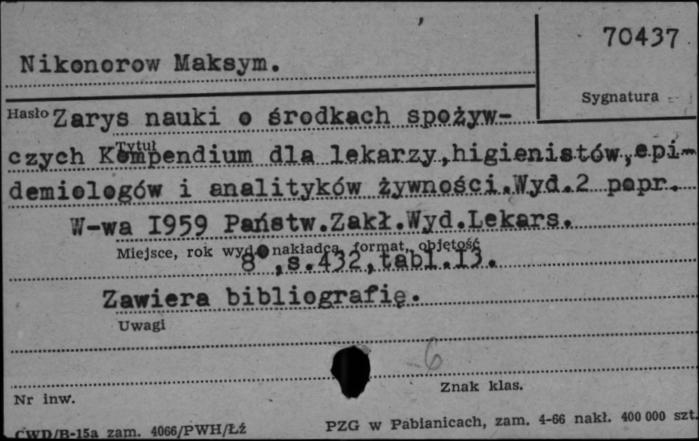 70437
Nikonorow Maksym.
Sygnatura
Hasło Zarys nauki o środkach spożyw-
Tytuł
czych Kompendium dla lekarzy,higienistów,epi-
demiologów i analityków żywności.Wyd.2 popr.
W-wa 1959 Państw.Zakł.Wyd.Lekars.
Miejsce, rok wyd. nakładca, format, objętość
8°,s.432,tabl.13.
Zawiera bibliografię.
Uwagi
6
Znak klas.
Nr inw.
CWD/B-15a zam. 4066/PWH/Łź
PZG w Pabianicach, zam. 4-66 nakł. 400 000 szt.